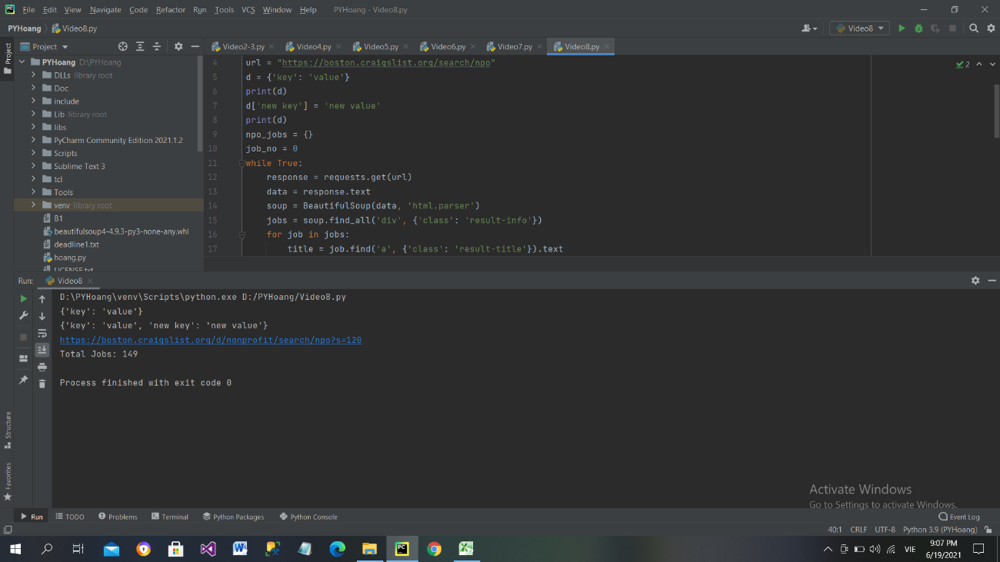 File Edit View Navigate Code Refactor Run Tools VCS Window Help PYHoang - Video8.py
PYHoang Video8.py Video8
Project
Project
Video2-3.py Video4.py Video5.py Video6.py Video7.py Video8.py
PYHoang D:\PYHoang
DLLs library root
Doc
include
Lib library root
libs
PyCharm Community Edition 2021.1.2
Scripts
Sublime Text 3
tcl
Tools
venv library root
B1
beautifulsoup4-4.9.3-py3-none-any.whl
deadline1.txt
hoang.py
LICENSE.txt
4 url = "https://boston.craigslist.org/search/npo"
5 d = {'key': 'value'}
6 print(d)
7 d['new key'] = 'new value'
8 print(d)
9 npo_jobs = {}
10 job_no = 0
11 while True:
12 response = requests.get(url)
13 data = response.text
14 soup = BeautifulSoup(data, 'html.parser')
15 jobs = soup.find_all('div', {'class': 'result-info'})
16 for job in jobs:
17 title = job.find('a', {'class': 'result-title'}).text
2
Run: Video8
D:\PYHoang\venv\Scripts\python.exe D:/PYHoang/Video8.py
{'key': 'value'}
{'key': 'value', 'new key': 'new value'}
https://boston.craigslist.org/d/nonprofit/search/npo?s=120
Total Jobs: 149
Process finished with exit code 0
Structure
Favorites
Activate Windows
Go to Settings to activate Windows.
Run TODO Problems Terminal Python Packages Python Console Event Log
40:1 CRLF UTF-8 Python 3.9 (PYHoang)
VIE
9:07 PM
6/19/2021